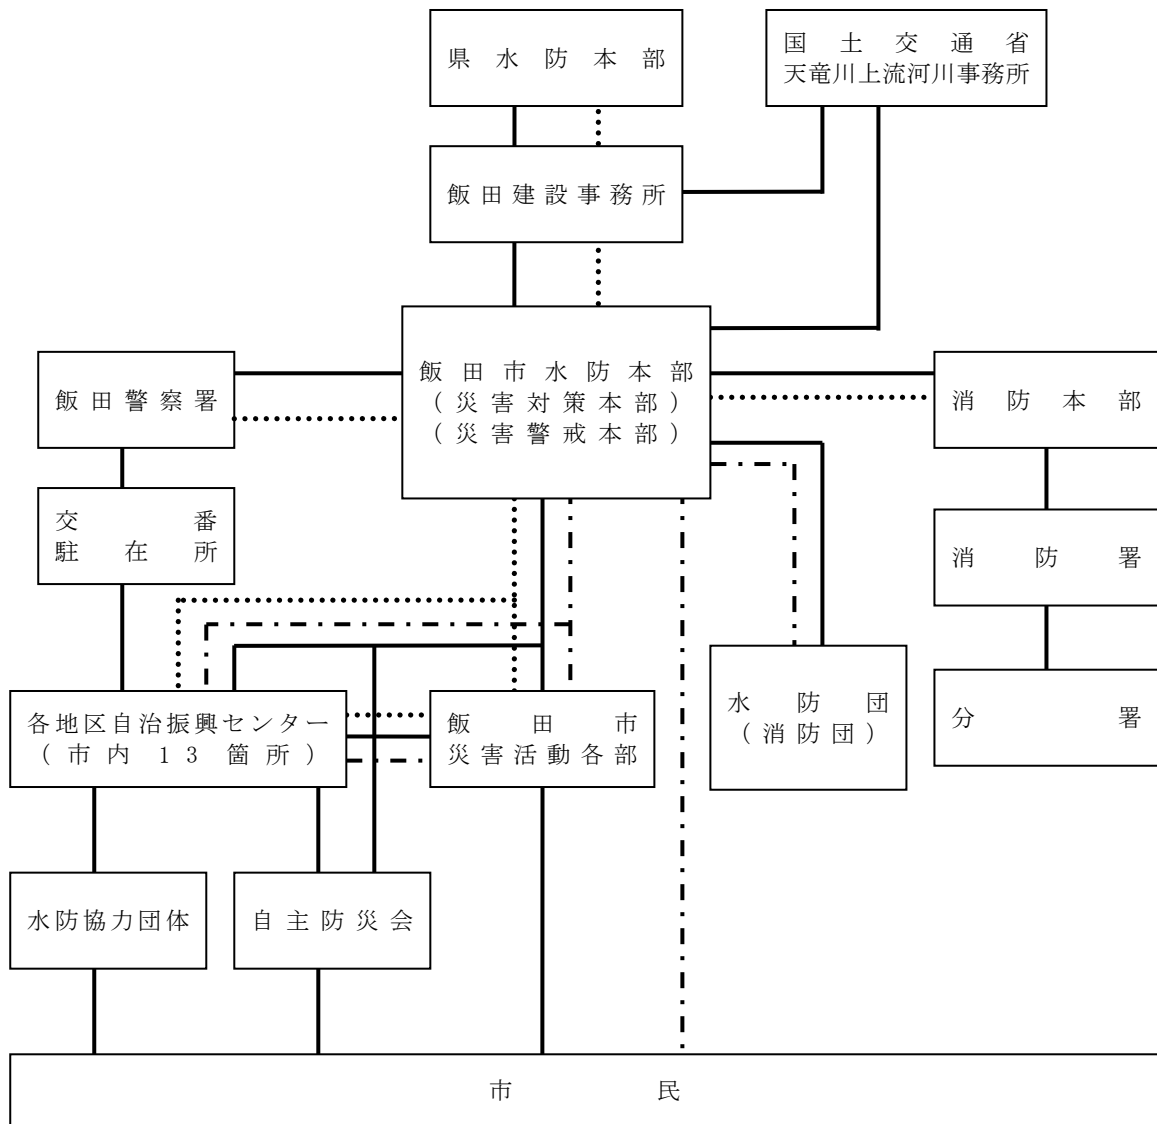 県水防本部
国土交通省
天竜川上流河川事務所
飯田建設事務所
飯田市水防本部
(災害対策本部)
(災害警戒本部)
飯田警察署
消防本部
交番
駐在所
消防署
各地区自治振興センター
(市内13箇所)
飯田市
災害活動各部
水防団
(消防団)
分署
水防協力団体
自主防災会
市民